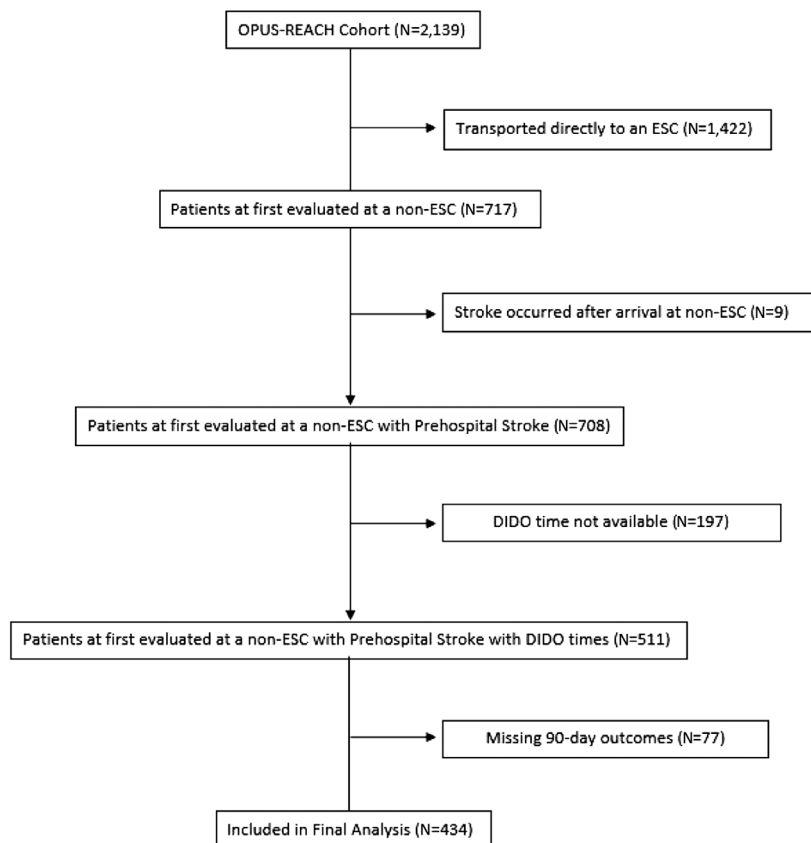 OPUS-REACH Cohort (N=2,139)
Transported directly to an ESC (N=1,422)
Patients at first evaluated at a non-ESC (N=717)
Stroke occurred after arrival at non-ESC (N=9)
Patients at first evaluated at a non-ESC with Prehospital Stroke (N=708)
DIDO time not available (N=197)
Patients at first evaluated at a non-ESC with Prehospital Stroke with DIDO times (N=511)
Missing 90-day outcomes (N=77)
Included in Final Analysis (N=434)